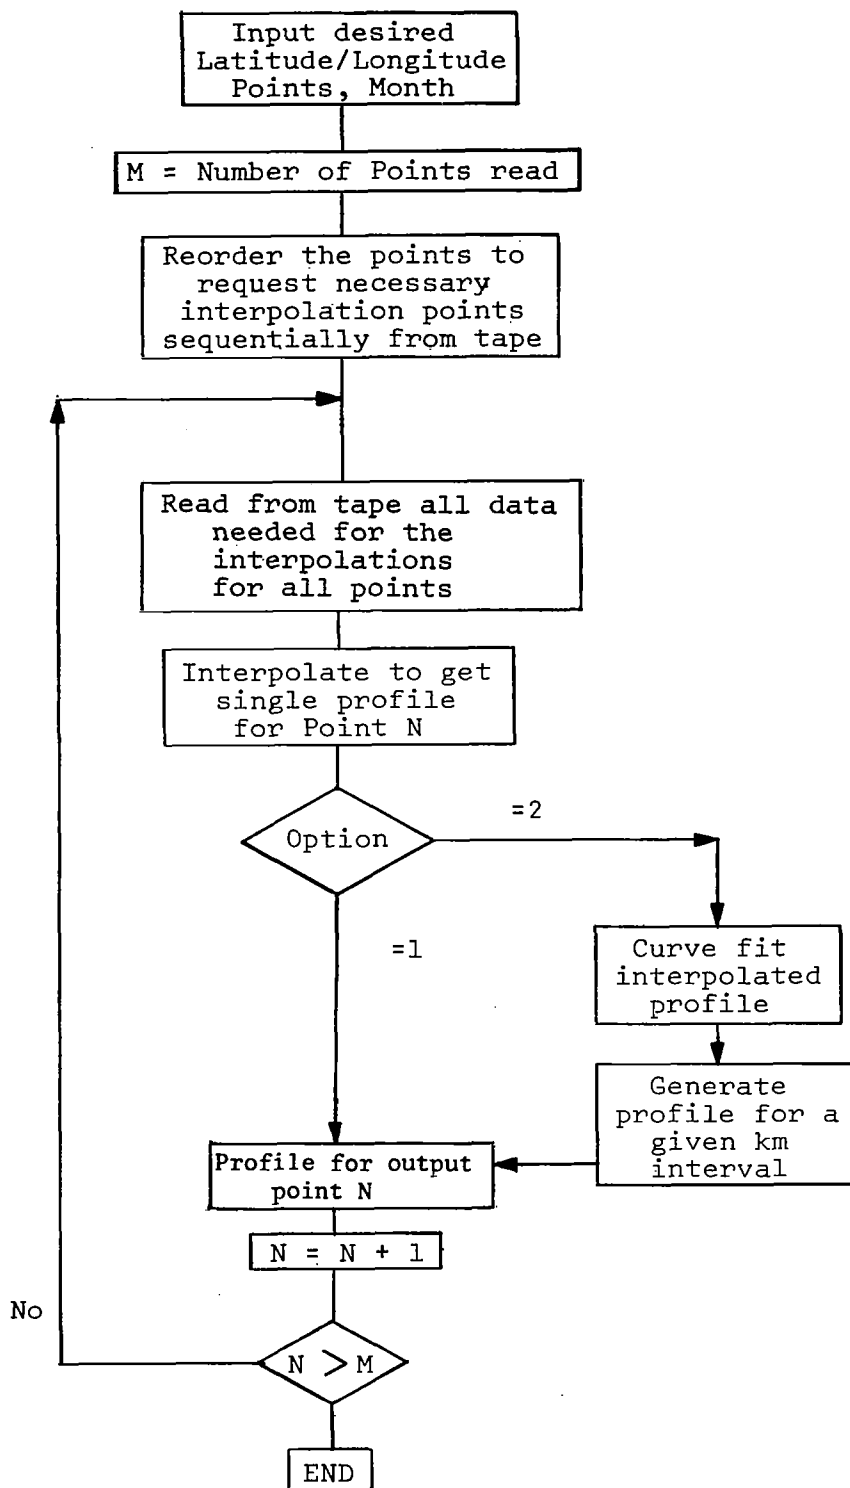 Input desired
Latitude/Longitude
Points, Month
M = Number of Points read
Reorder the points to
request necessary
interpolation points
sequentially from tape
Read from tape all data
needed for the
interpolations
for all points
Interpolate to get
single profile
for Point N
Option
=2
=1
Curve fit
interpolated
profile
Generate
profile for a
given km
interval
Profile for output
point N
N = N + 1
No
N > M
END